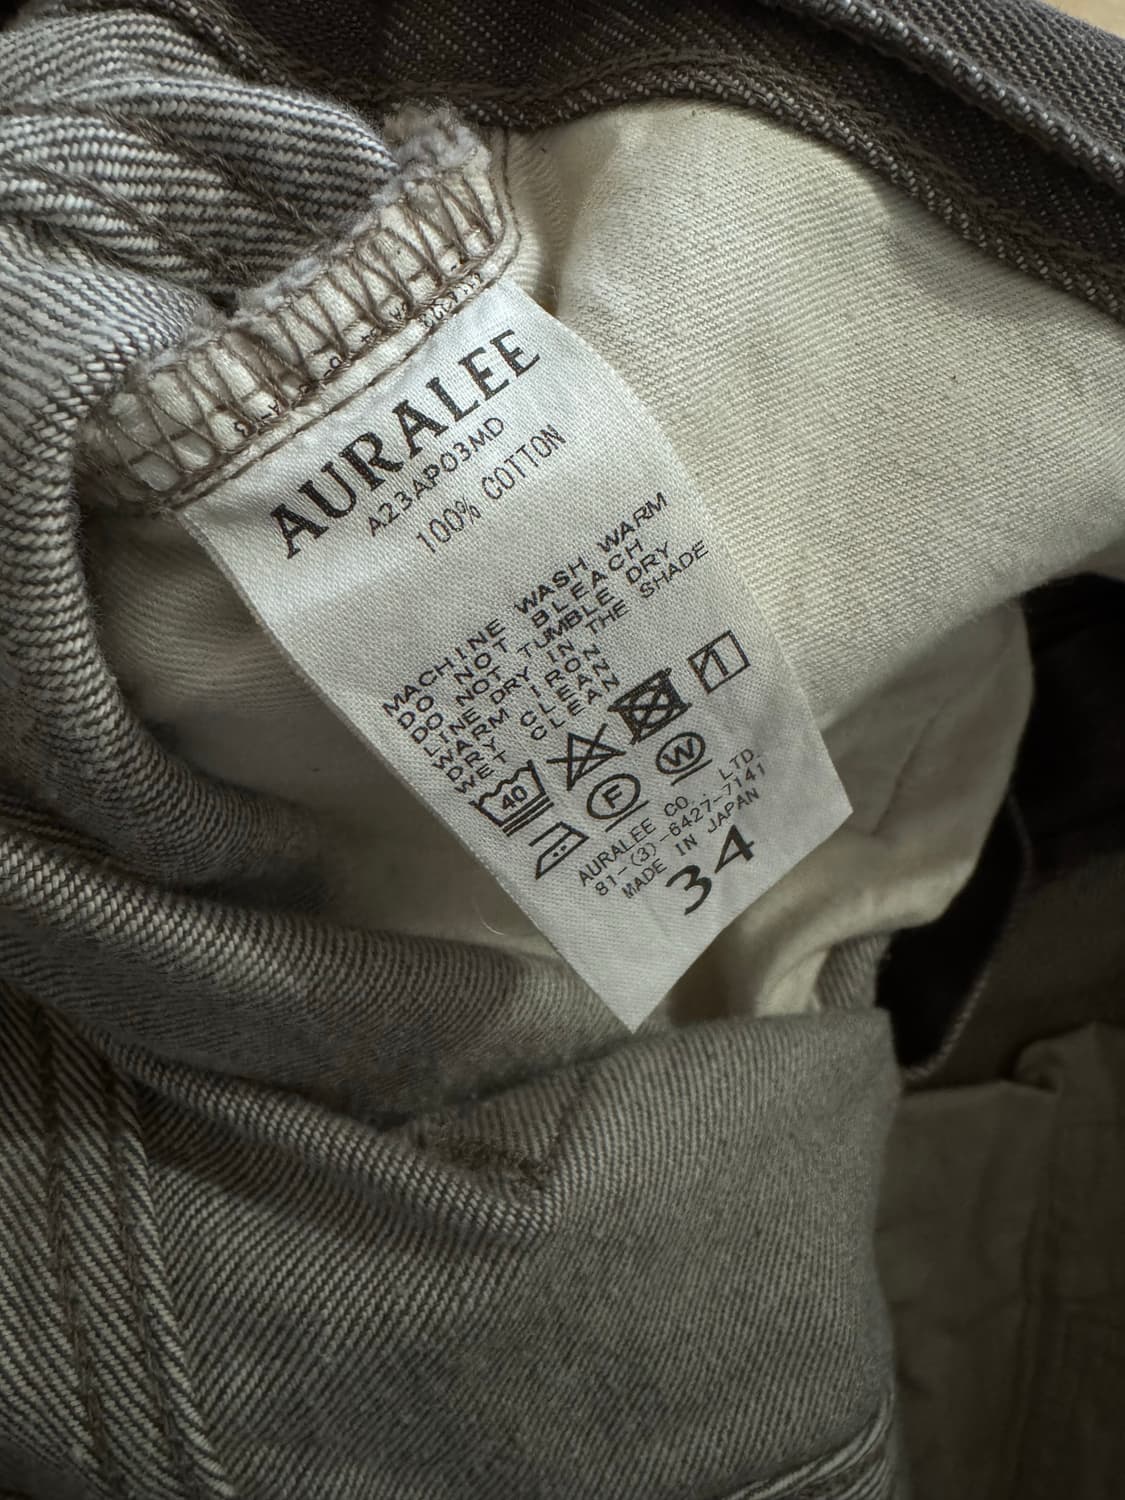 AURALEE
A23AP03MD
100% COTTON
MACHINE WASH WARM
DO NOT BLEACH
DO NOT TUMBLE DRY
LINE DRY IN THE SHADE
WARM IRON
DRY CLEAN
WET CLEAN
40
F
W
AURALEE CO., LTD.
81-(3)-6427-7141
MADE IN JAPAN
34